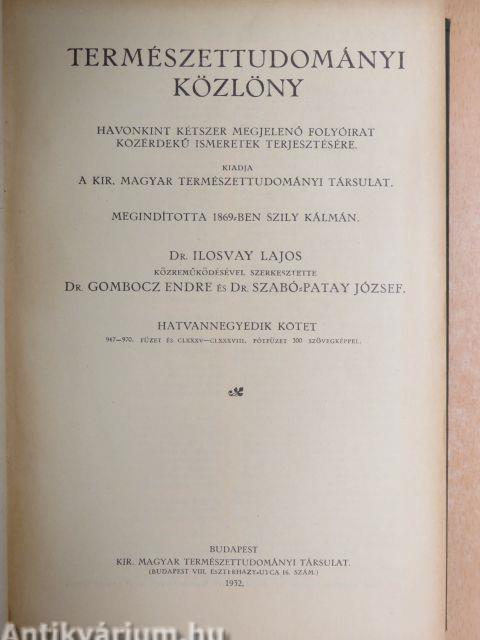 TERMÉSZETTUDOMÁNYI
KÖZLÖNY
HAVONKINT KÉTSZER MEGJELENŐ FOLYÓIRAT
KÖZÉRDEKŰ ISMERETEK TERJESZTÉSÉRE.
KIADJA
A KIR. MAGYAR TERMÉSZETTUDOMÁNYI TÁRSULAT.
MEGINDÍTOTTA 1869-BEN SZILY KÁLMÁN.
DR. ILOSVAY LAJOS
KÖZREMŰKÖDÉSÉVEL SZERKESZTETTE
DR. GOMBOCZ ENDRE ÉS DR. SZABÓ-PATAY JÓZSEF.
HATVANNEGYEDIK KÖTET
947—970. FÜZET ÉS CLXXXV—CLXXXVIII. PÓTFÜZET 300 SZÖVEGKÉPPEL.
BUDAPEST
KIR. MAGYAR TERMÉSZETTUDOMÁNYI TÁRSULAT.
(BUDAPEST VIII. ESZTERHÁZY-UTCA 16. SZÁM.)
1932.
Antikvárium.hu